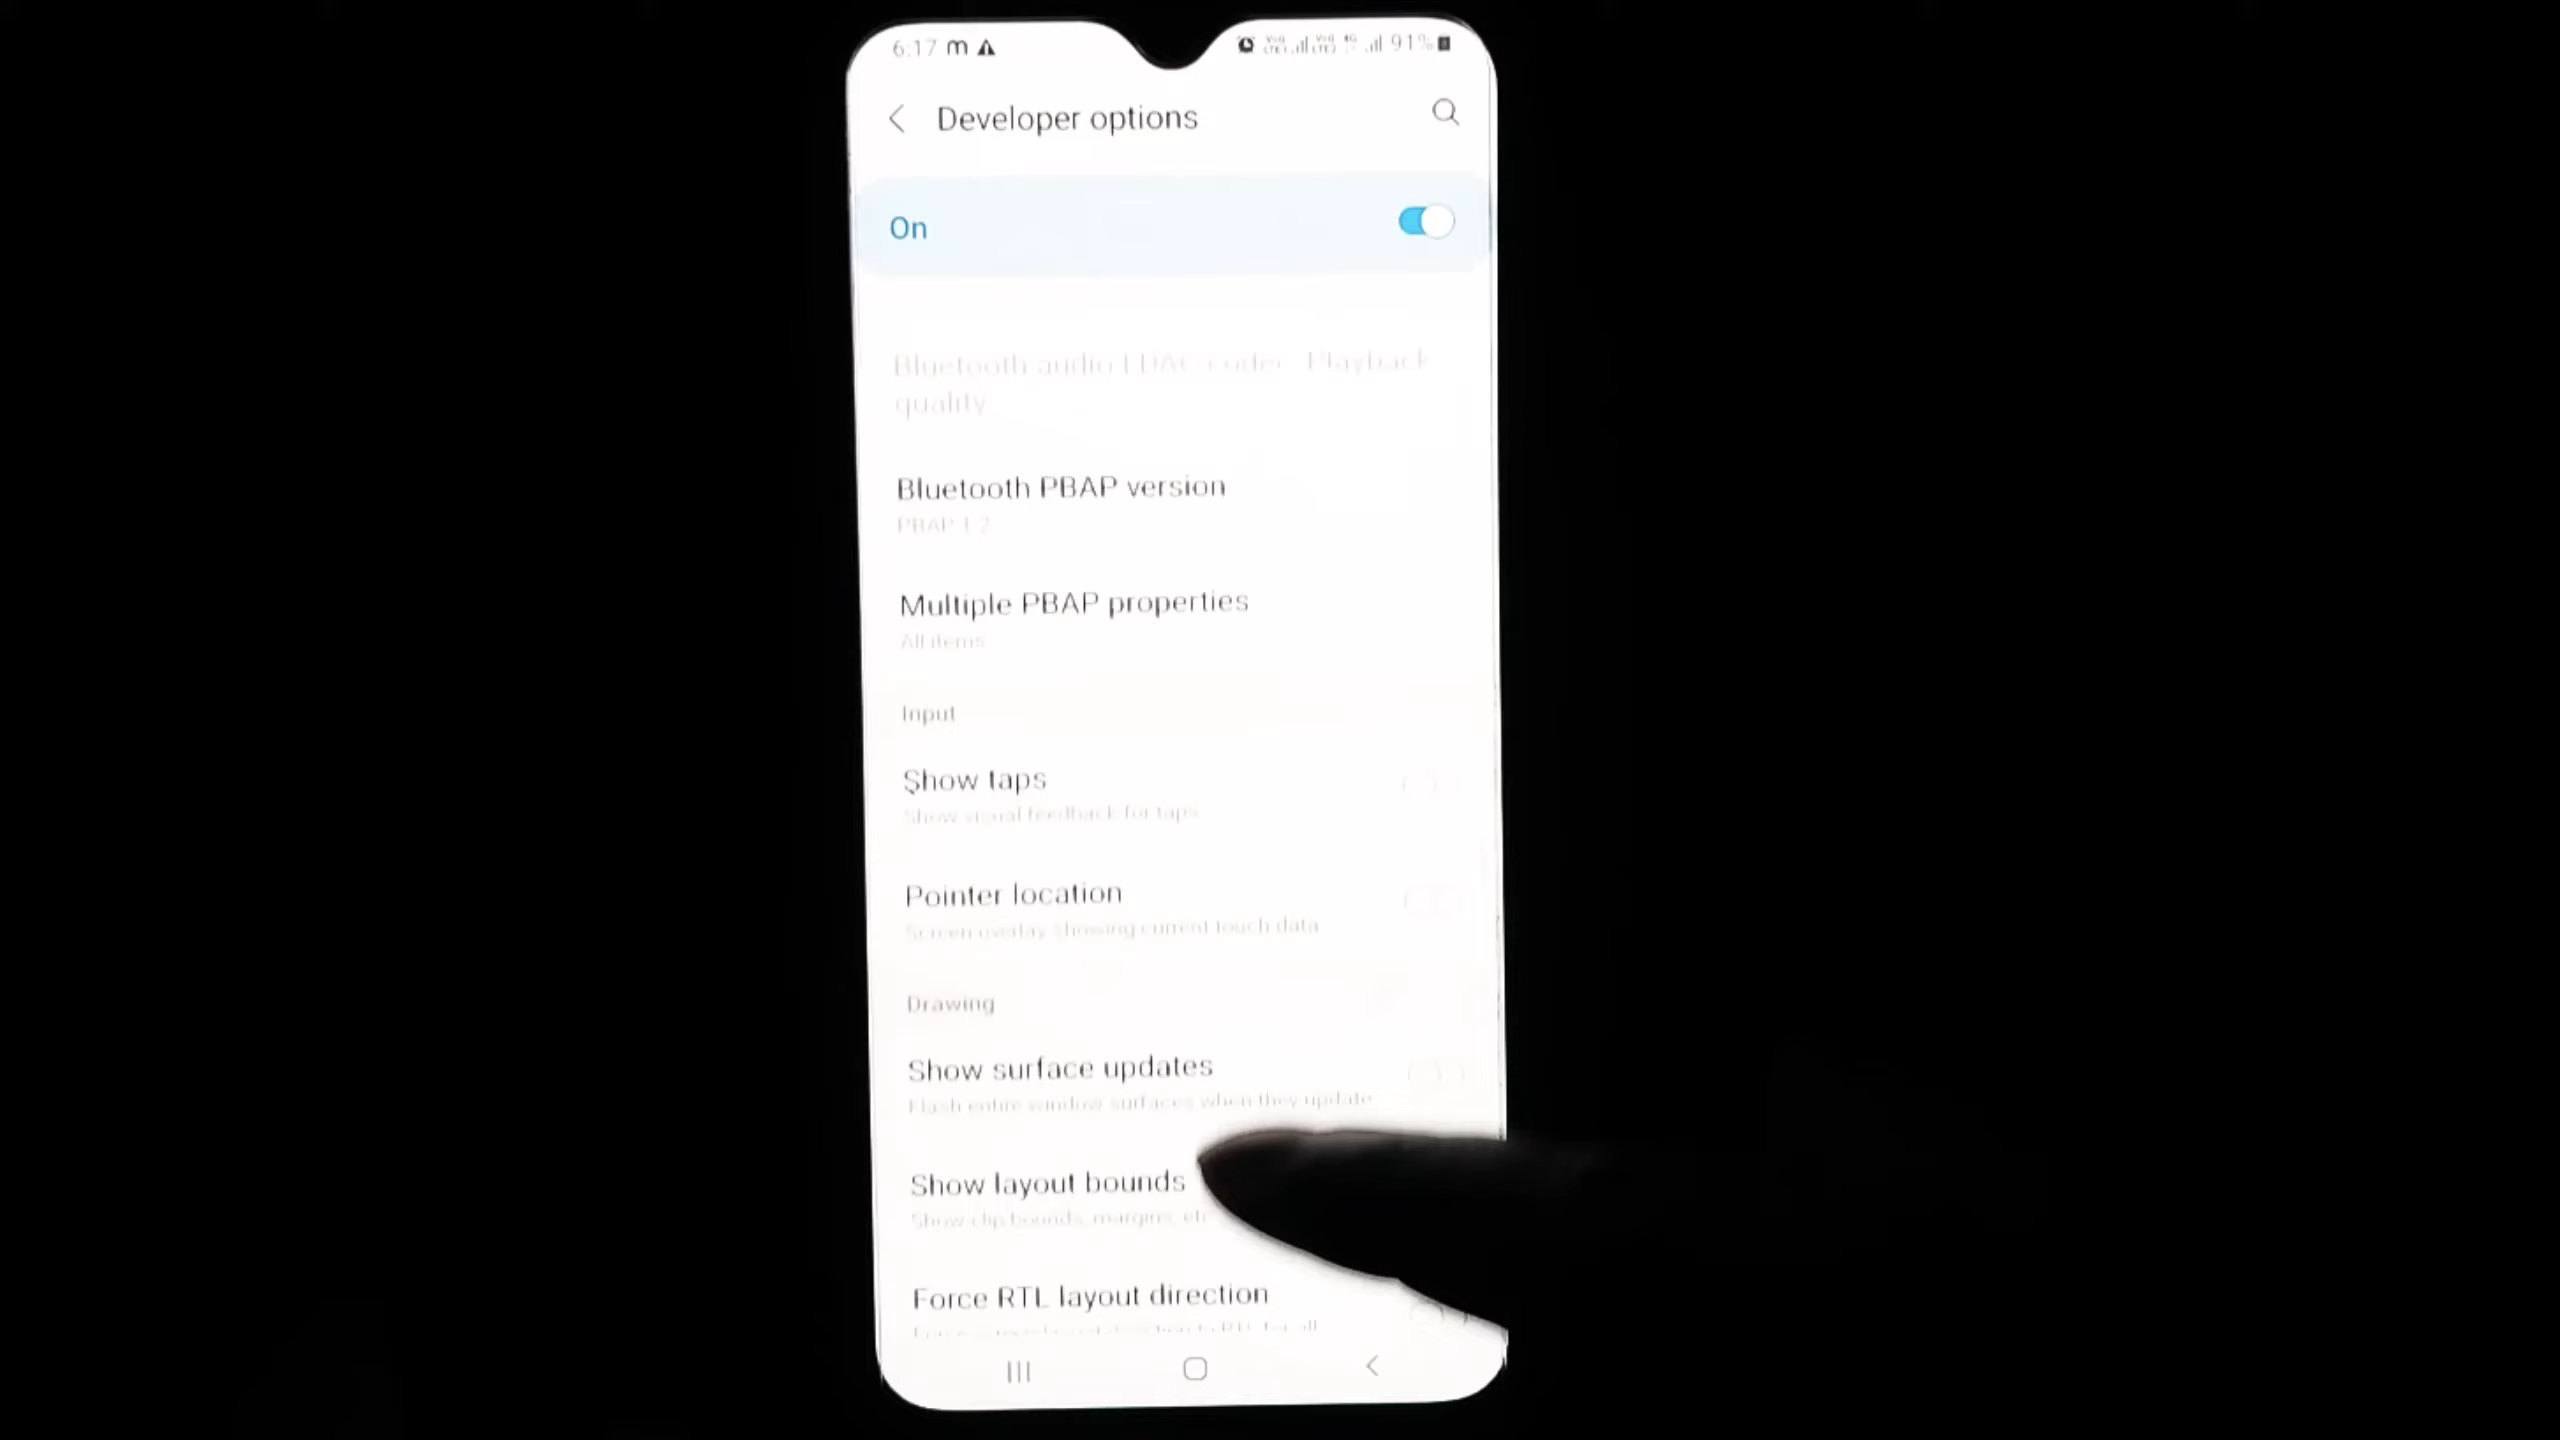 6:17 m 91%
Developer options
On
Bluetooth audio LDAC codec: Playback
quality
Bluetooth PBAP version
PBAP 1.2
Multiple PBAP properties
All items
Input
Show taps
Show visual feedback for taps
Pointer location
Screen overlay showing current touch data
Drawing
Show surface updates
Flash entire window surfaces when they update
Show layout bounds
Show clip bounds, margins, etc
Force RTL layout direction